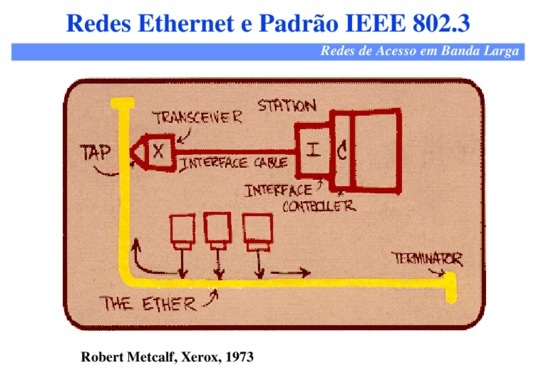 Redes Ethernet e Padrão IEEE 802.3
Redes de Acesso em Banda Larga
STATION
TRANSCEIVER
TAP
X
I
C
INTERFACE CABLE
INTERFACE
CONTROLLER
TERMINATOR
THE ETHER
Robert Metcalf, Xerox, 1973